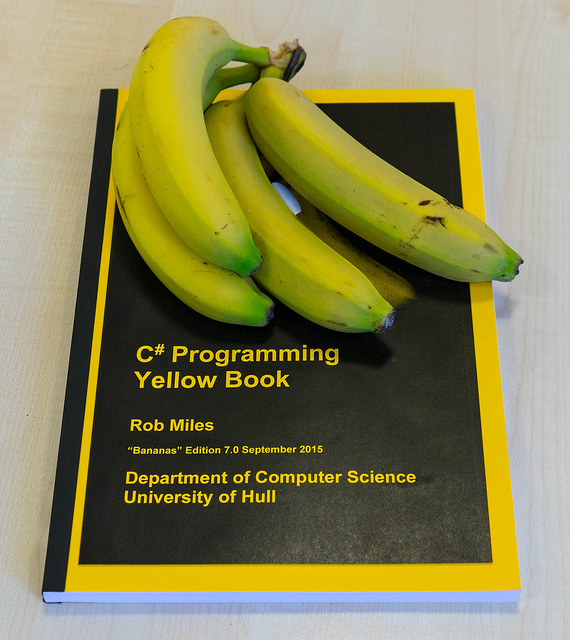 C# Programming
Yellow Book
Rob Miles
“Bananas” Edition 7.0 September 2015
Department of Computer Science
University of Hull